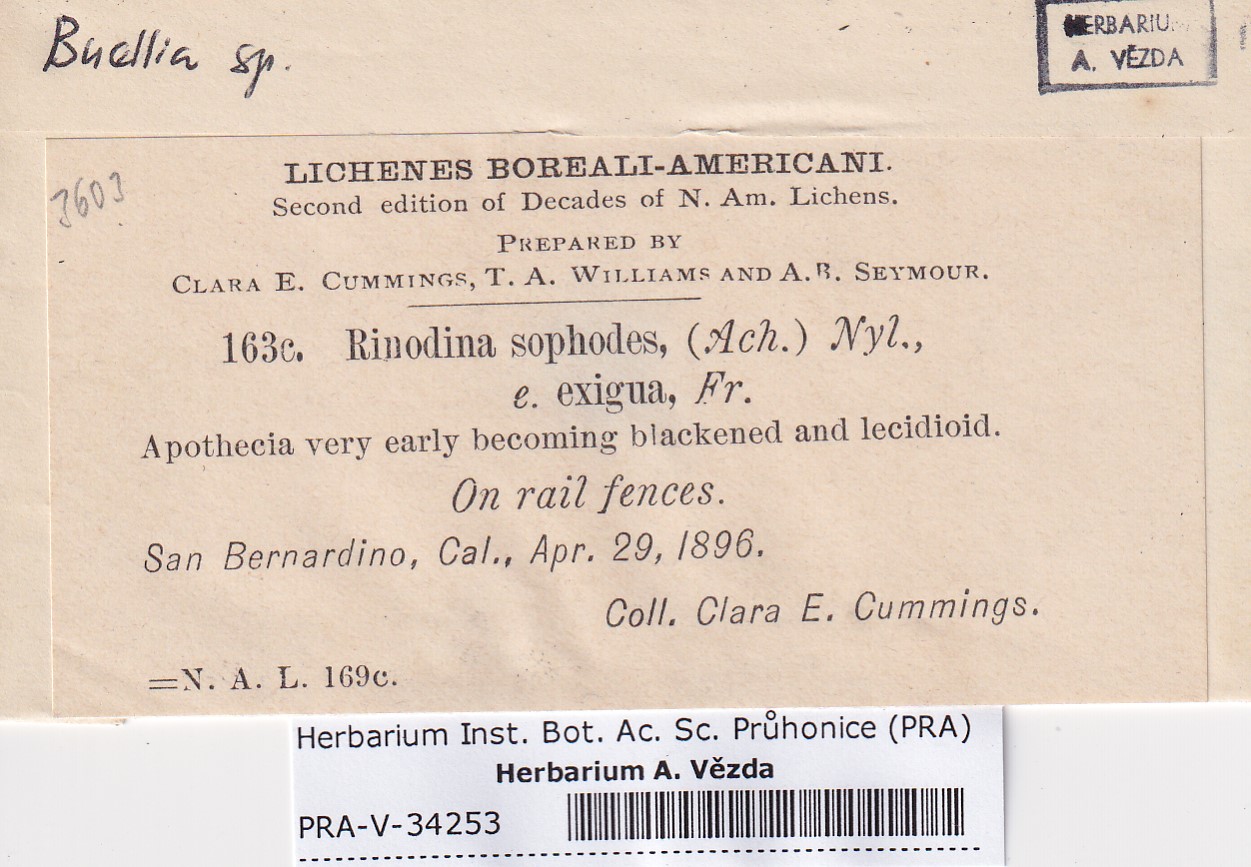 Buellia sp.
HERBARIU
A. VĚZDA
3603
LICHENES BOREALI-AMERICANI.
Second edition of Decades of N. Am. Lichens.
PREPARED BY
CLARA E. CUMMINGS, T. A. WILLIAMS AND A. B. SEYMOUR.
163c. Rinodina sophodes, (Ach.) Nyl.,
e. exigua, Fr.
Apothecia very early becoming blackened and lecidioid.
On rail fences.
San Bernardino, Cal., Apr. 29, 1896.
Coll. Clara E. Cummings.
=N. A. L. 169c.
Herbarium Inst. Bot. Ac. Sc. Průhonice (PRA)
Herbarium A. Vězda
PRA-V-34253